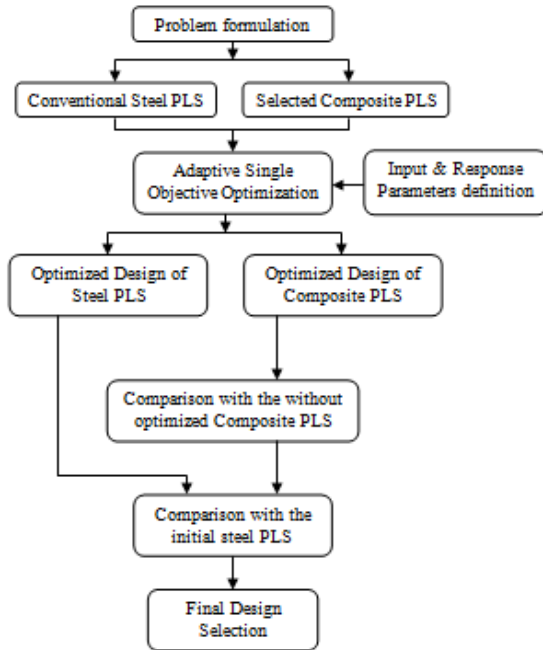 Problem formulation
Conventional Steel PLS
Selected Composite PLS
Adaptive Single
Objective Optimization
Input & Response
Parameters definition
Optimized Design of
Steel PLS
Optimized Design of
Composite PLS
Comparison with the without
optimized Composite PLS
Comparison with the
initial steel PLS
Final Design
Selection